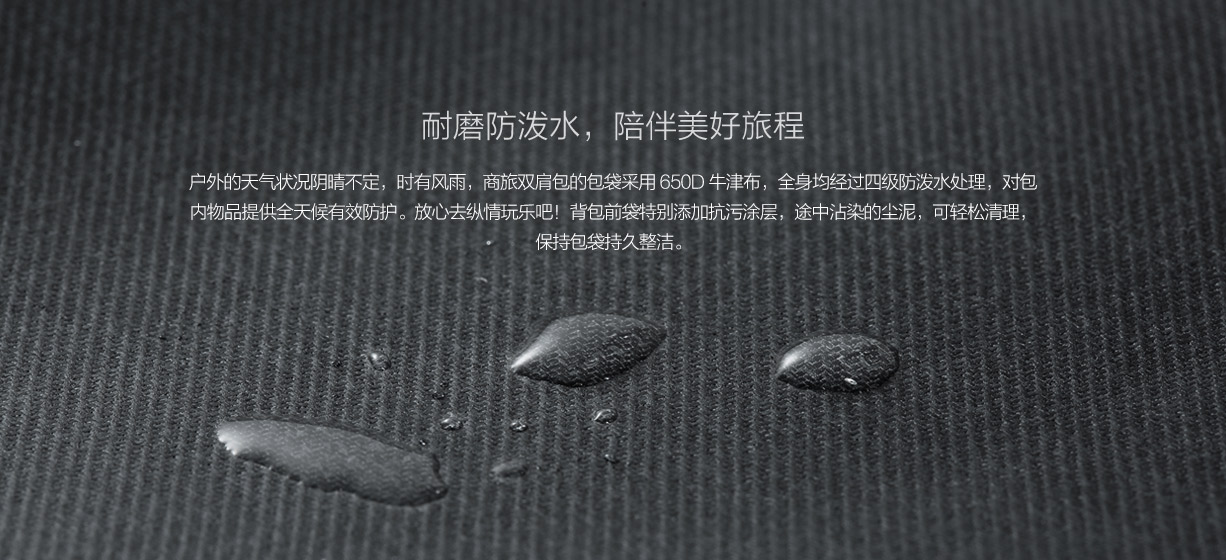 耐磨防泼水，陪伴美好旅程
户外的天气状况阴晴不定，时有风雨，商旅双肩包的包袋采用 650D 牛津布，全身均经过四级防泼水处理，对包
内物品提供全天候有效防护。放心去纵情玩乐吧！背包前袋特别添加抗污涂层，途中沾染的尘泥，可轻松清理，
保持包袋持久整洁。